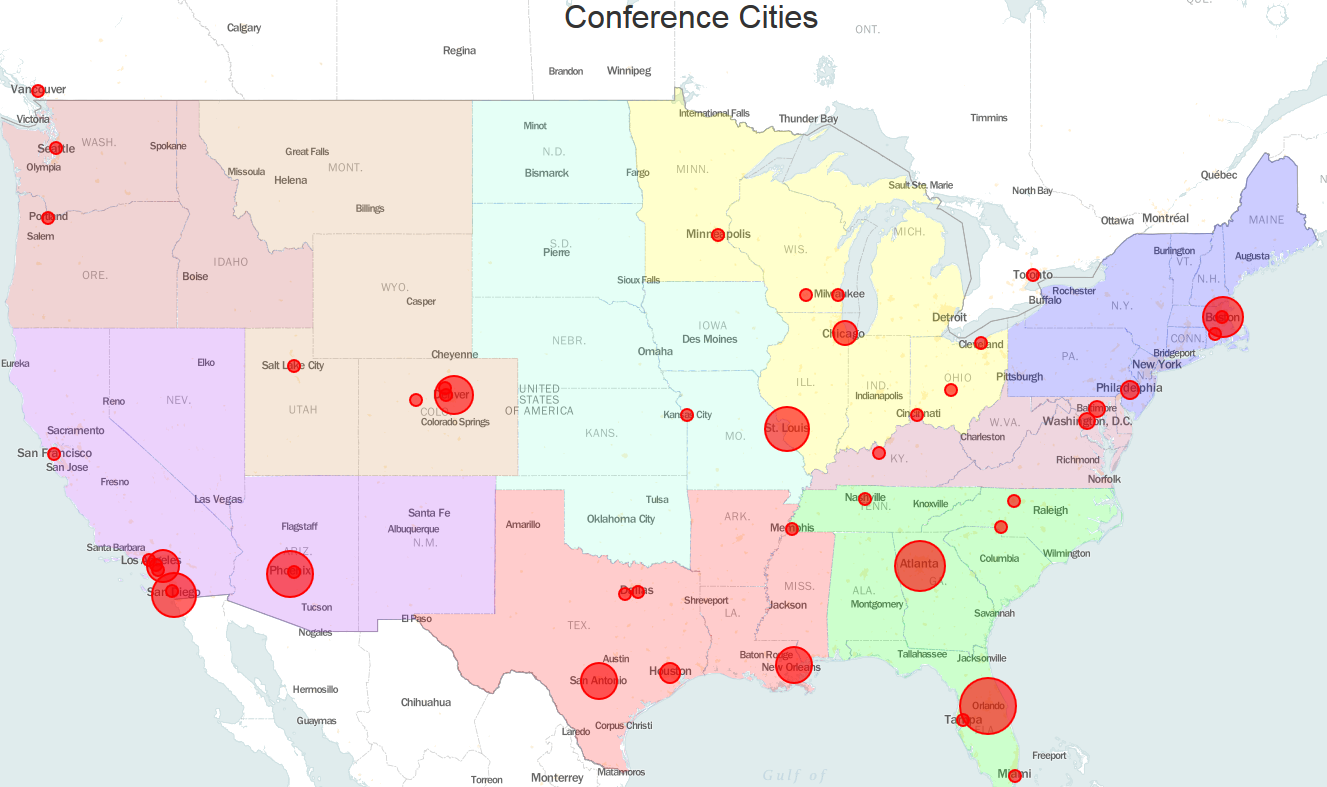 Conference Cities
QUE.
Calgary
ONT.
Regina
Brandon
Winnipeg
Vancouver
Victoria
International Falls
Thunder Bay
Timmins
Minot
WASH.
Spokane
Seattle
Great Falls
N.D.
MONT.
Olympia
Missoula
Helena
Bismarck
Fargo
MINN.
Québec
N
Sault Ste. Marie
North Bay
Billings
Portland
Salem
Ottawa
Montréal
MAINE
Minneapolis
MICH.
S.D.
Pierre
WIS.
Burlington
VT.
Augusta
IDAHO
ORE.
Boise
Toronto
N.H.
Sioux Falls
WYO.
Casper
Milwaukee
Rochester
Buffalo
N.Y.
Detroit
Boston
IOWA
Des Moines
Chicago
NEBR.
Cleveland
CONN.
Omaha
Cheyenne
Bridgeport
PA.
Eureka
Elko
Salt Lake City
New York
N.J.
Pittsburgh
OHIO
ILL.
IND.
Indianapolis
Philadelphia
UNITED
STATES
OF AMERICA
Denver
NEV.
Reno
UTAH
COLO.
Colorado Springs
Kansas City
Cincinnati
Baltimore
Washington, D.C.
W.VA.
Sacramento
KANS.
MO.
St. Louis
Charleston
San Francisco
San Jose
KY.
Richmond
Fresno
Norfolk
Las Vegas
Tulsa
Nashville
TENN.
Knoxville
Raleigh
Santa Fe
Flagstaff
Albuquerque
Amarillo
Oklahoma City
ARK.
Memphis
N.M.
Santa Barbara
ARIZ.
Los Angeles
Wilmington
Columbia
Atlanta
GA.
Phoenix
San Diego
Dallas
MISS.
ALA.
Shreveport
Jackson
Montgomery
Tucson
LA.
Savannah
El Paso
TEX.
Nogales
Austin
Baton Rouge
New Orleans
Tallahassee
Jacksonville
Houston
San Antonio
Hermosillo
Chihuahua
Orlando
Guaymas
Corpus Christi
Laredo
Tampa
FLA.
Freeport
Matamoros
Monterrey
Torreon
Gulf of
Miami